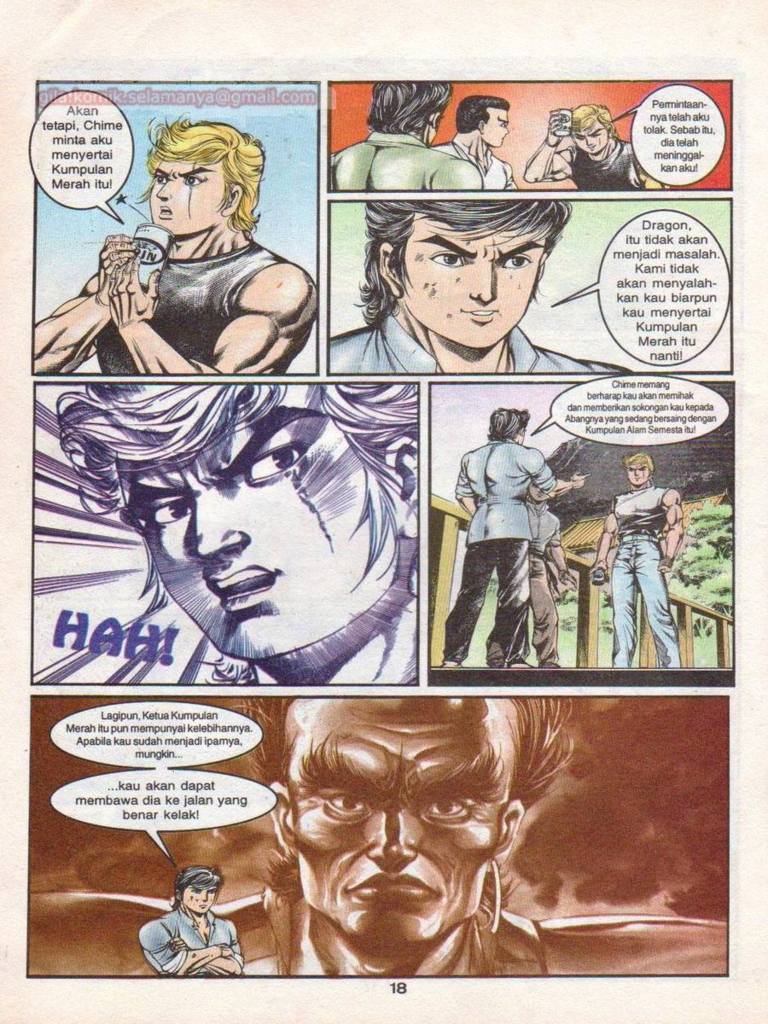 pila.komik.selamanya@gmail.com
Akan
tetapi, Chime
minta aku
menyertai
Kumpulan
Merah itu!
Permintaan-
nya telah aku
tolak. Sebab itu,
dia telah
meninggal-
kan aku!
Dragon,
itu tidak akan
menjadi masalah.
Kami tidak
akan menyalah-
kan kau biarpun
kau menyertai
Kumpulan
Merah itu
nanti!
HAH!
Chime memang
berharap kau akan memihak
dan memberikan sokongan kau kepada
Abangnya yang sedang bersaing dengan
Kumpulan Alam Semesta itu!
Lagipun, Ketua Kumpulan
Merah itu pun mempunyai kelebihannya.
Apabila kau sudah menjadi iparnya,
mungkin...
...kau akan dapat
membawa dia ke jalan yang
benar kelak!
18